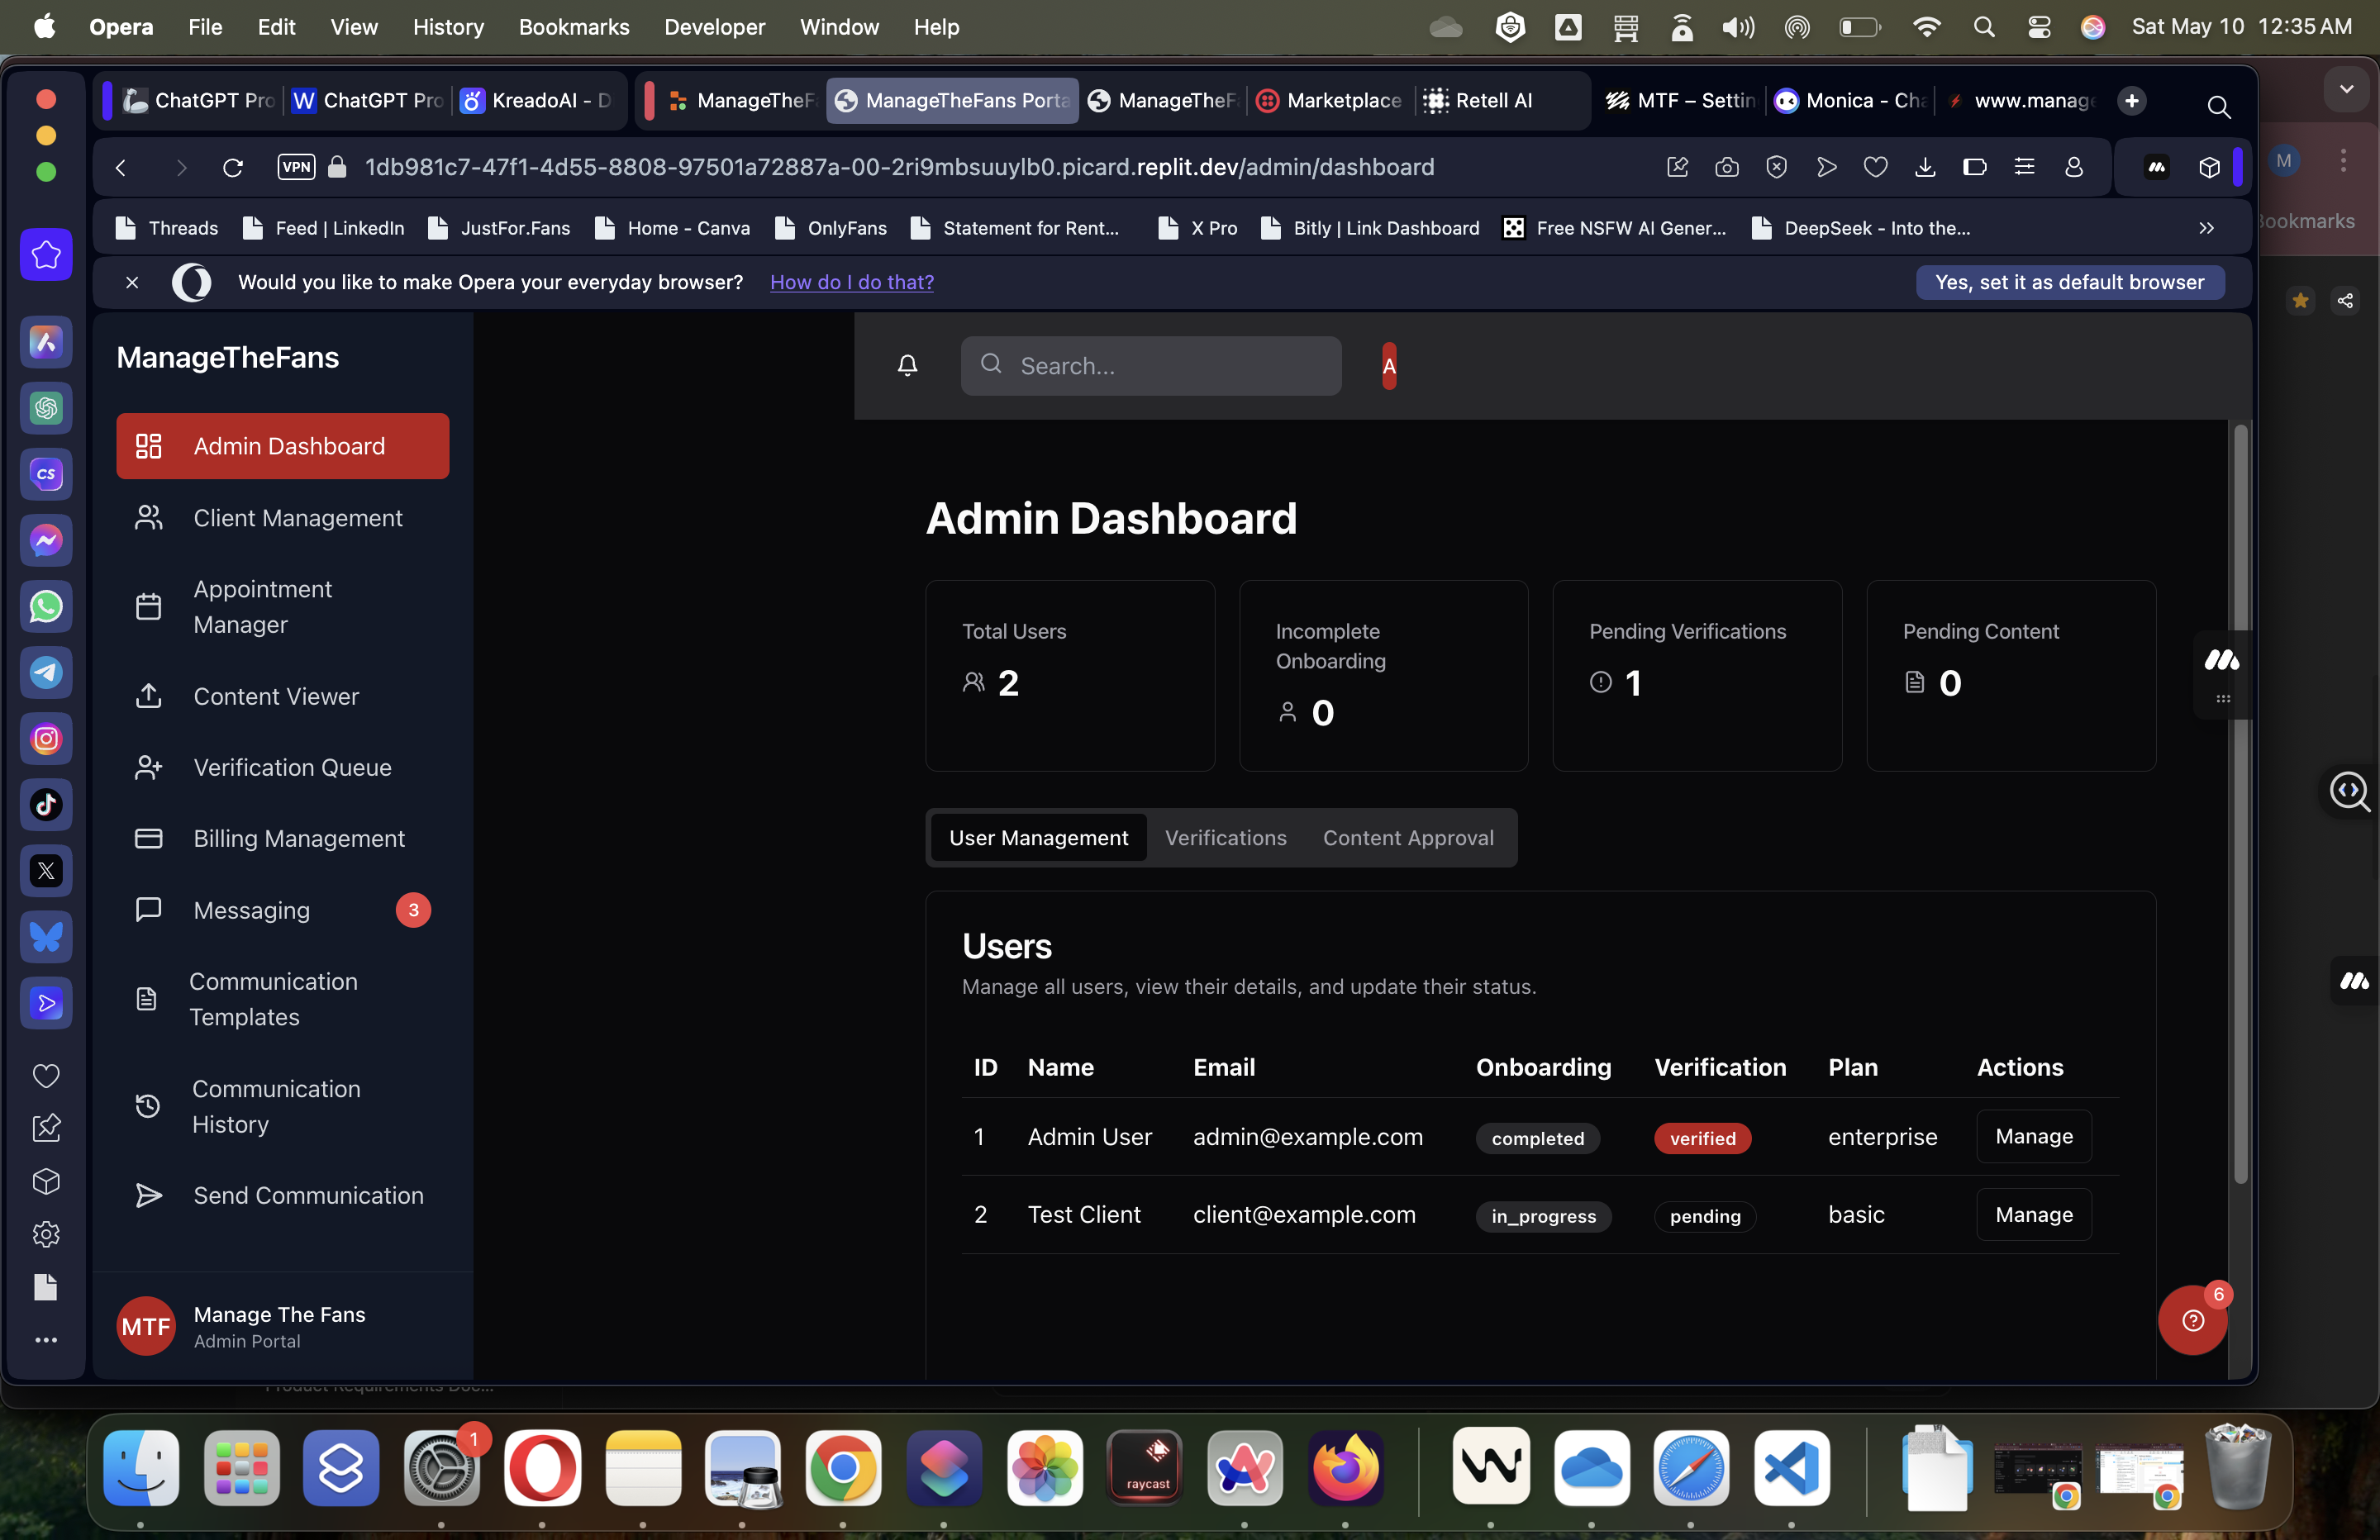 Opera File Edit View History Bookmarks Developer Window Help Sat May 10 12:35 AM
ChatGPT Pro ChatGPT Pro KreadoAI - D ManageTheF ManageTheFans Porta ManageTheF Marketplace Retell AI MTF – Settin Monica - Cha www.manage
VPN 1db981c7-47f1-4d55-8808-97501a72887a-00-2ri9mbsuuylb0.picard.replit.dev/admin/dashboard
M
Threads Feed | LinkedIn JustFor.Fans Home - Canva OnlyFans Statement for Rent... X Pro Bitly | Link Dashboard Free NSFW AI Gener... DeepSeek - Into the... »
Bookmarks
Would you like to make Opera your everyday browser? How do I do that? Yes, set it as default browser
ManageTheFans
Search...
A
Admin Dashboard
Client Management
Appointment
Manager
Content Viewer
Verification Queue
Billing Management
Messaging 3
Communication
Templates
Communication
History
Send Communication
MTF
Manage The Fans
Admin Portal
Admin Dashboard
Total Users
2
Incomplete
Onboarding
0
Pending Verifications
1
Pending Content
0
User Management Verifications Content Approval
Users
Manage all users, view their details, and update their status.
ID Name Email Onboarding Verification Plan Actions
1 Admin User admin@example.com completed verified enterprise Manage
2 Test Client client@example.com in_progress pending basic Manage
6
CS
Product Requirements Doc...
1
raycast